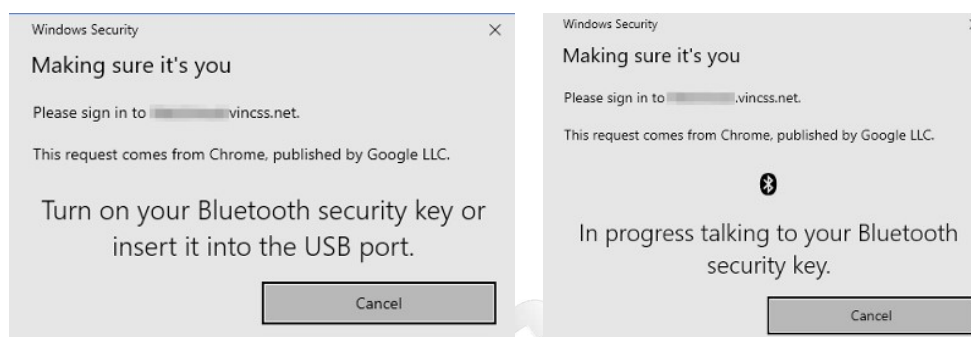 Windows Security
Making sure it's you
Please sign in to vincss.net.
This request comes from Chrome, published by Google LLC.
Turn on your Bluetooth security key or
insert it into the USB port.
Cancel
Windows Security
Making sure it's you
Please sign in to .vincss.net.
This request comes from Chrome, published by Google LLC.
In progress talking to your Bluetooth
security key.
Cancel